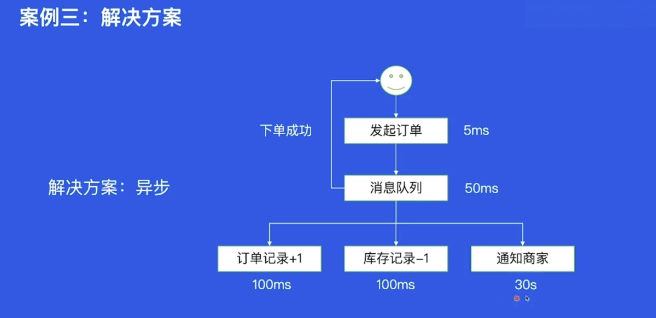 案例三：解决方案
下单成功
发起订单
5ms
解决方案：异步
消息队列
50ms
订单记录+1
库存记录-1
通知商家
100ms
100ms
30s